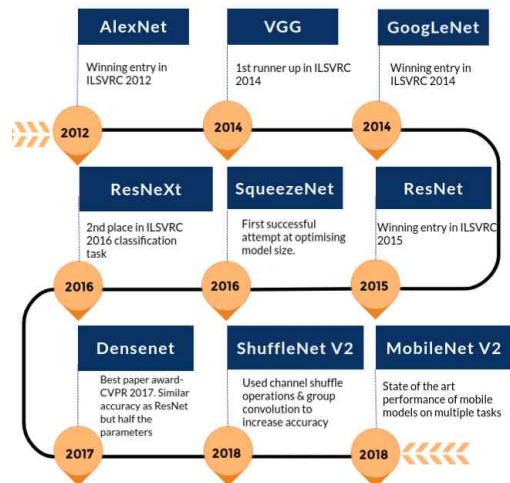 AlexNet
Winning entry in
ILSVRC 2012
2012
VGG
1st runner up in ILSVRC
2014
2014
GoogLeNet
Winning entry in
ILSVRC 2014
2014
ResNeXt
2nd place in ILSVRC
2016 classification
task
2016
SqueezeNet
First successful
attempt at optimising
model size.
2016
ResNet
Winning entry in ILSVRC
2015
2015
Densenet
Best paper award-
CVPR 2017. Similar
accuracy as ResNet
but half the
parameters
2017
ShuffleNet V2
Used channel shuffle
operations & group
convolution to
increase accuracy
2018
MobileNet V2
State of the art
performance of mobile
models on multiple tasks
2018